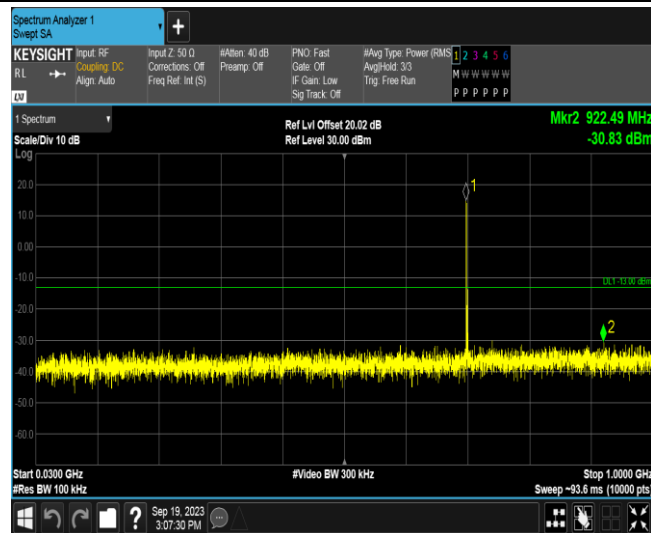 Spectrum Analyzer 1
Swept SA
+
KEYSIGHT
RL
LXI
Input: RF
Coupling: DC
Align: Auto
Input Z: 50 Ω
Corrections: Off
Freq Ref: Int (S)
#Atten: 40 dB
Preamp: Off
PNO: Fast
Gate: Off
IF Gain: Low
Sig Track: Off
#Avg Type: Power (RMS
Avg|Hold: 3/3
Trig: Free Run
1 2 3 4 5 6
M W W W W W
P P P P P P
1 Spectrum
Scale/Div 10 dB
Log
Ref Lvl Offset 20.02 dB
Ref Level 30.00 dBm
Mkr2 922.49 MHz
-30.83 dBm
20.0
10.0
0.00
-10.0
-20.0
-30.0
-40.0
-50.0
-60.0
1
DL1 -13.00 dBm
2
Start 0.0300 GHz
#Res BW 100 kHz
#Video BW 300 kHz
Stop 1.0000 GHz
Sweep ~93.6 ms (10000 pts)
?
Sep 19, 2023
3:07:30 PM